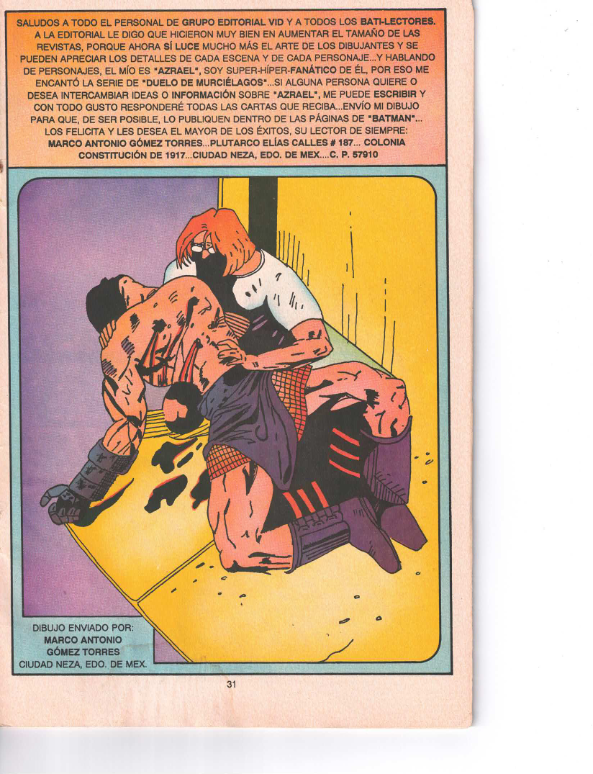 SALUDOS A TODO EL PERSONAL DE GRUPO EDITORIAL VID Y A TODOS LOS BATI-LECTORES.
A LA EDITORIAL LE DIGO QUE HICIERON MUY BIEN EN AUMENTAR EL TAMAÑO DE LAS
REVISTAS, PORQUE AHORA SÍ LUCE MUCHO MÁS EL ARTE DE LOS DIBUJANTES Y SE
PUEDEN APRECIAR LOS DETALLES DE CADA ESCENA Y DE CADA PERSONAJE...Y HABLANDO
DE PERSONAJES, EL MÍO ES "AZRAEL", SOY SUPER-HÍPER-FANÁTICO DE ÉL, POR ESO ME
ENCANTÓ LA SERIE DE "DUELO DE MURCIÉLAGOS"...SI ALGUNA PERSONA QUIERE O
DESEA INTERCAMBIAR IDEAS O INFORMACIÓN SOBRE "AZRAEL", ME PUEDE ESCRIBIR Y
CON TODO GUSTO RESPONDERÉ TODAS LAS CARTAS QUE RECIBA...ENVÍO MI DIBUJO
PARA QUE, DE SER POSIBLE, LO PUBLIQUEN DENTRO DE LAS PÁGINAS DE "BATMAN"...
LOS FELICITA Y LES DESEA EL MAYOR DE LOS ÉXITOS, SU LECTOR DE SIEMPRE:
MARCO ANTONIO GÓMEZ TORRES...PLUTARCO ELÍAS CALLES # 187... COLONIA
CONSTITUCIÓN DE 1917...CIUDAD NEZA, EDO. DE MEX....C. P. 57910
DIBUJO ENVIADO POR:
MARCO ANTONIO
GÓMEZ TORRES
CIUDAD NEZA, EDO. DE MEX.
31